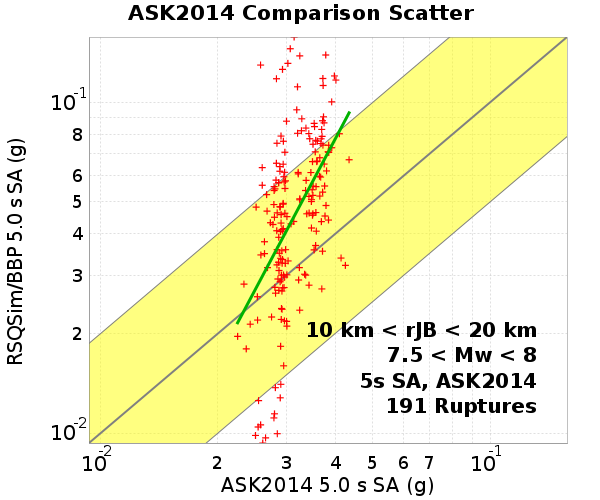 ASK2014 Comparison Scatter
RSQSim/BBP 5.0 s SA (g)
10^-1
8
6
5
4
3
2
10^-2
10 km < rJB < 20 km
7.5 < Mw < 8
5s SA, ASK2014
191 Ruptures
10^-2 2 3 4 5 6 7 10^-1
ASK2014 5.0 s SA (g)